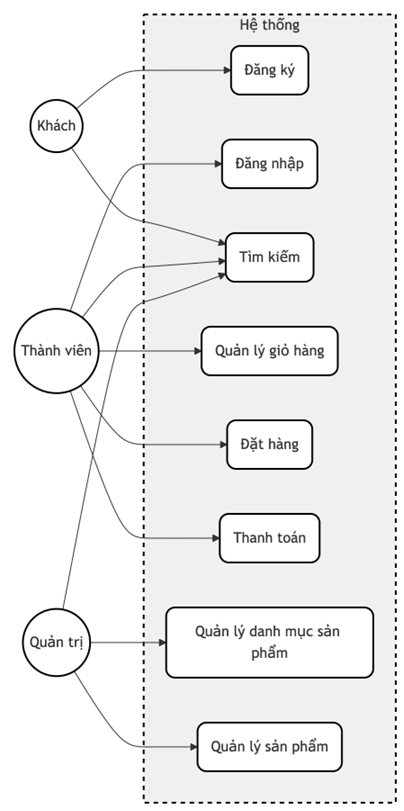 Hệ thống
Đăng ký
Khách
Đăng nhập
Tìm kiếm
Thành viên
Quản lý giỏ hàng
Đặt hàng
Thanh toán
Quản trị
Quản lý danh mục sản
phẩm
Quản lý sản phẩm